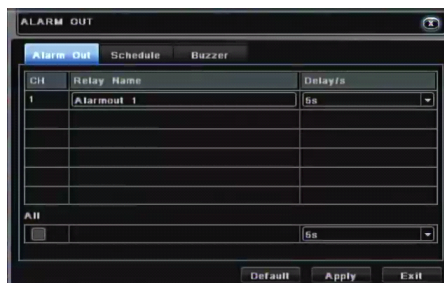 ALARM OUT
Alarm Out Schedule Buzzer
CH Relay Name Delay/s
1 Alarmout 1 5s
All
5s
Default Apply Exit